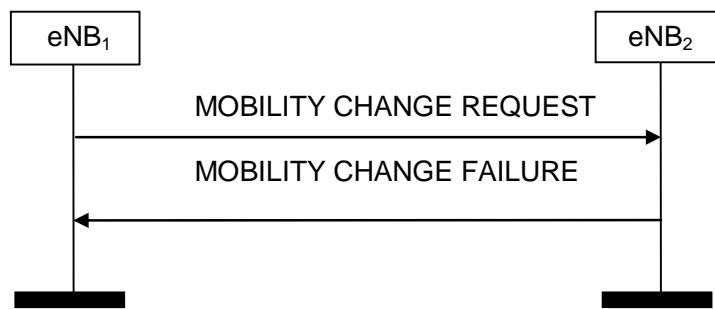 eNB₁
eNB₂
MOBILITY CHANGE REQUEST
MOBILITY CHANGE FAILURE